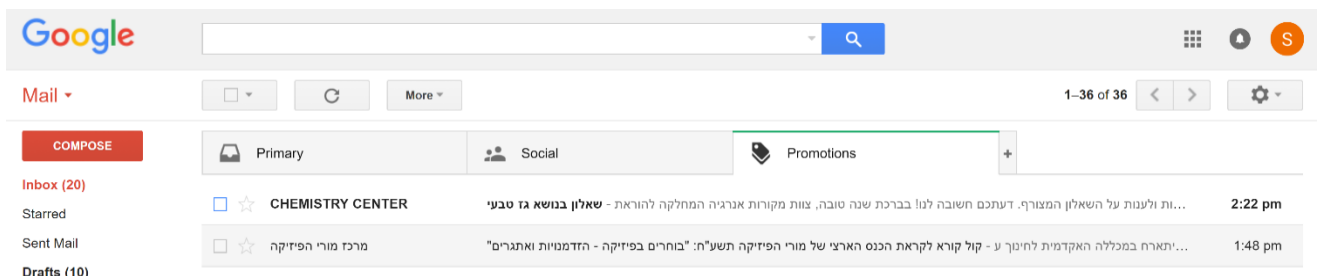 Google
S
Mail
More
1–36 of 36
COMPOSE
Primary
Social
Promotions
+
Inbox (20)
CHEMISTRY CENTER
שאלון בנושא גז טבעי - ות ולענות על השאלון המצורף. דעתכם חשובה לנו! בברכת שנה טובה, צוות מקורות אנרגיה המחלקה להוראת...
2:22 pm
Starred
Sent Mail
מרכז מורי הפיזיקה
קול קורא לקראת הכנס הארצי של מורי הפיזיקה תשע"ח: "בוחרים בפיזיקה - הזדמנויות ואתגרים" - יתארח במכללה האקדמית לחינוך ע...
1:48 pm
Drafts (10)